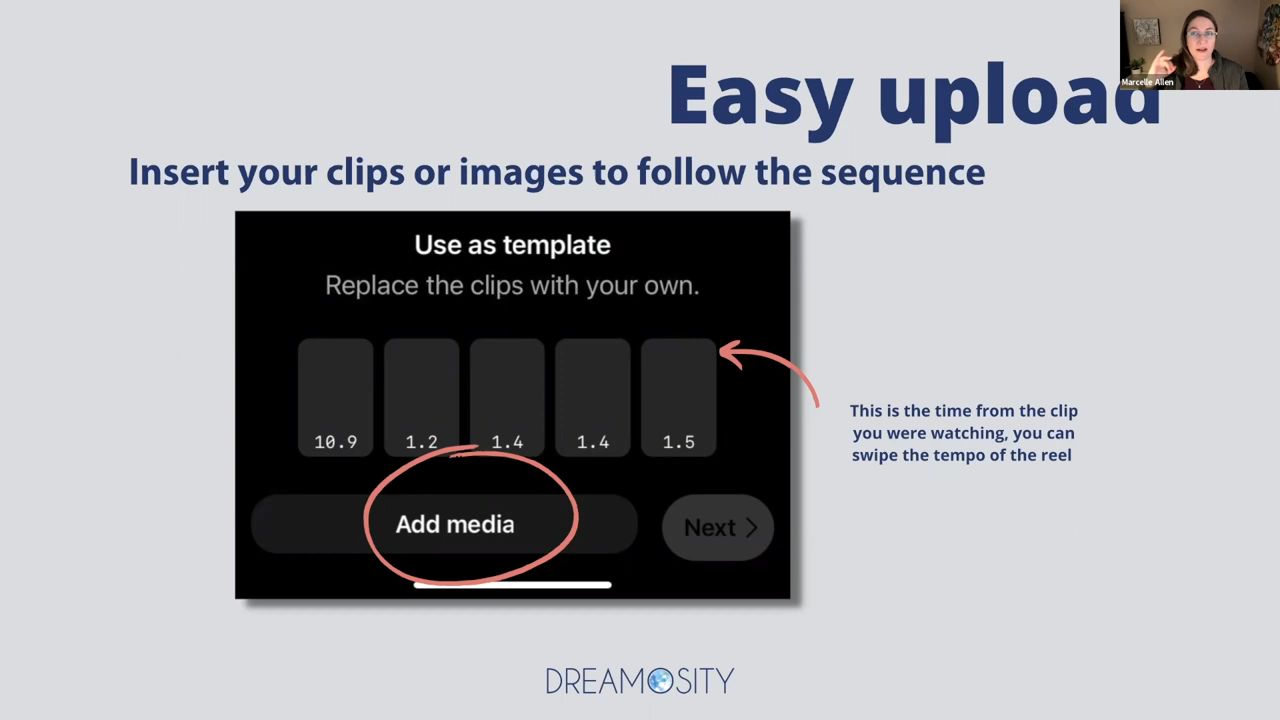 Easy upload
Marcelle Allen
Insert your clips or images to follow the sequence
Use as template
Replace the clips with your own.
10.9 1.2 1.4 1.4 1.5
This is the time from the clip
you were watching, you can
swipe the tempo of the reel
Add media
Next >
DREAMOSITY